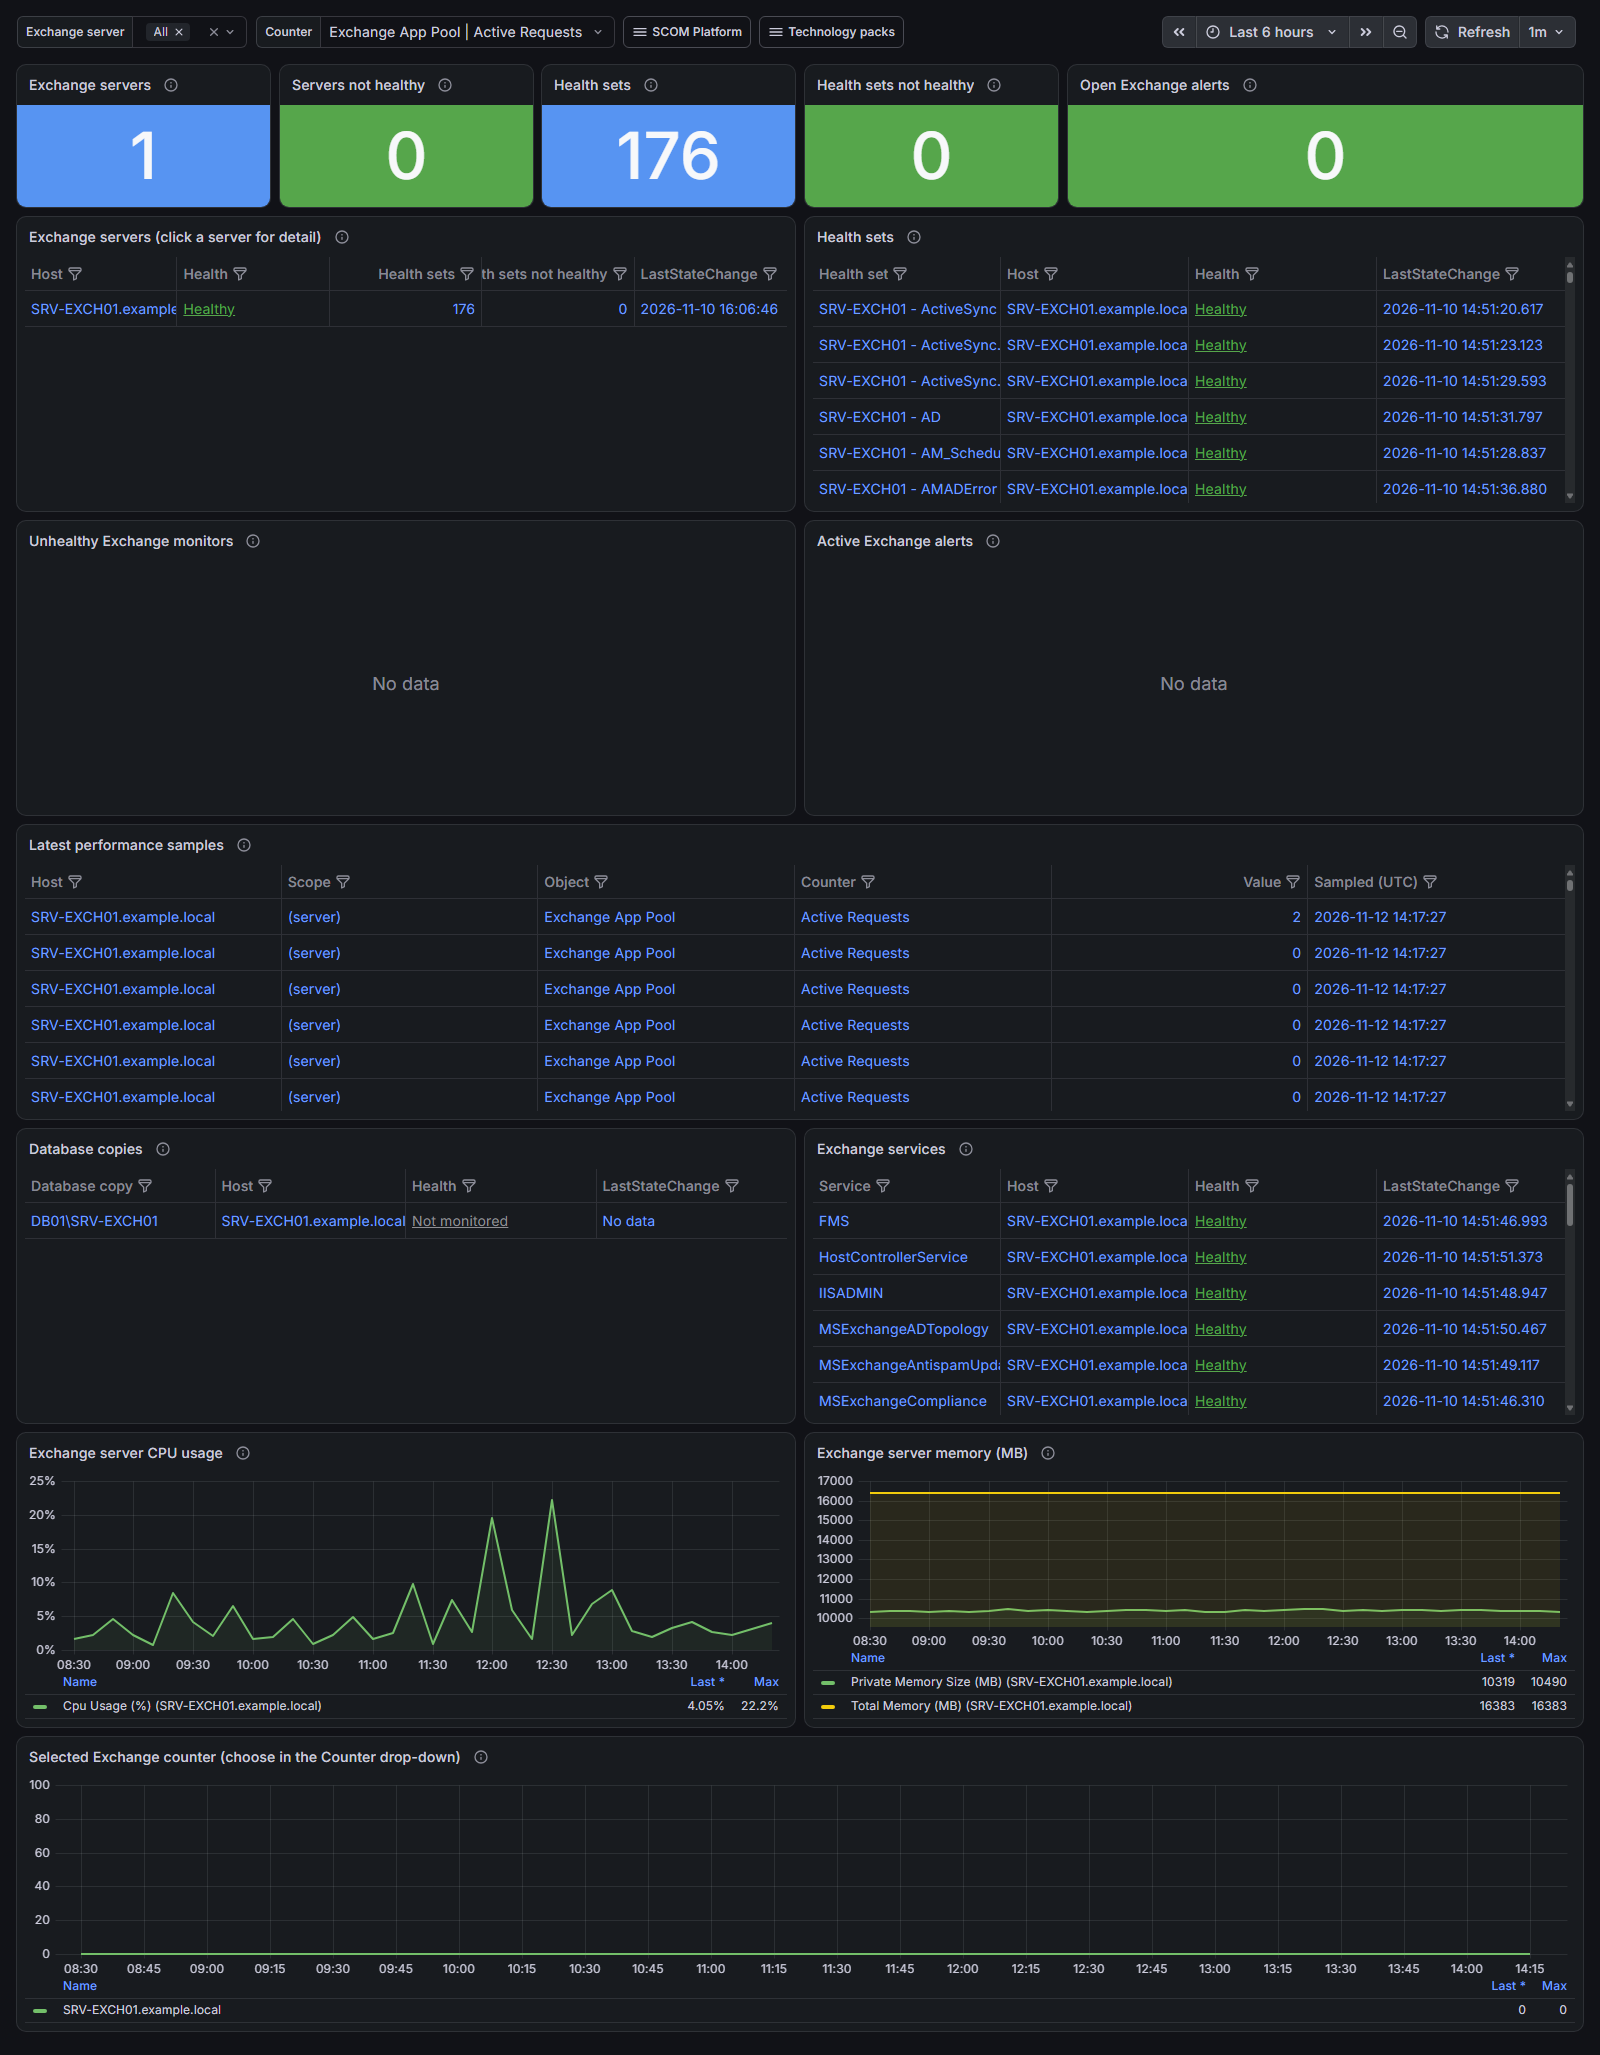 Exchange server All Counter Exchange App Pool | Active Requests SCOM Platform Technology packs Last 6 hours Refresh 1m
Exchange servers
1
Servers not healthy
0
Health sets
176
Health sets not healthy
0
Open Exchange alerts
0
Exchange servers (click a server for detail)
Host Health Health sets th sets not healthy LastStateChange
SRV-EXCH01.example Healthy 176 0 2026-11-10 16:06:46
Health sets
Health set Host Health LastStateChange
SRV-EXCH01 - ActiveSync SRV-EXCH01.example.loca Healthy 2026-11-10 14:51:20.617
SRV-EXCH01 - ActiveSync. SRV-EXCH01.example.loca Healthy 2026-11-10 14:51:23.123
SRV-EXCH01 - ActiveSync. SRV-EXCH01.example.loca Healthy 2026-11-10 14:51:29.593
SRV-EXCH01 - AD SRV-EXCH01.example.loca Healthy 2026-11-10 14:51:31.797
SRV-EXCH01 - AM_Schedu SRV-EXCH01.example.loca Healthy 2026-11-10 14:51:28.837
SRV-EXCH01 - AMADError SRV-EXCH01.example.loca Healthy 2026-11-10 14:51:36.880
Unhealthy Exchange monitors
No data
Active Exchange alerts
No data
Latest performance samples
Host Scope Object Counter Value Sampled (UTC)
SRV-EXCH01.example.local (server) Exchange App Pool Active Requests 2 2026-11-12 14:17:27
SRV-EXCH01.example.local (server) Exchange App Pool Active Requests 0 2026-11-12 14:17:27
SRV-EXCH01.example.local (server) Exchange App Pool Active Requests 0 2026-11-12 14:17:27
SRV-EXCH01.example.local (server) Exchange App Pool Active Requests 0 2026-11-12 14:17:27
SRV-EXCH01.example.local (server) Exchange App Pool Active Requests 0 2026-11-12 14:17:27
SRV-EXCH01.example.local (server) Exchange App Pool Active Requests 0 2026-11-12 14:17:27
Database copies
Database copy Host Health LastStateChange
DB01\SRV-EXCH01 SRV-EXCH01.example.local Not monitored No data
Exchange services
Service Host Health LastStateChange
FMS SRV-EXCH01.example.loca Healthy 2026-11-10 14:51:46.993
HostControllerService SRV-EXCH01.example.loca Healthy 2026-11-10 14:51:51.373
IISADMIN SRV-EXCH01.example.loca Healthy 2026-11-10 14:51:48.947
MSExchangeADTopology SRV-EXCH01.example.loca Healthy 2026-11-10 14:51:50.467
MSExchangeAntispamUpda SRV-EXCH01.example.loca Healthy 2026-11-10 14:51:49.117
MSExchangeCompliance SRV-EXCH01.example.loca Healthy 2026-11-10 14:51:46.310
Exchange server CPU usage
25%
20%
15%
10%
5%
0%
08:30 09:00 09:30 10:00 10:30 11:00 11:30 12:00 12:30 13:00 13:30 14:00
Name Last * Max
Cpu Usage (%) (SRV-EXCH01.example.local) 4.05% 22.2%
Exchange server memory (MB)
17000
16000
15000
14000
13000
12000
11000
10000
08:30 09:00 09:30 10:00 10:30 11:00 11:30 12:00 12:30 13:00 13:30 14:00
Name Last * Max
Private Memory Size (MB) (SRV-EXCH01.example.local) 10319 10490
Total Memory (MB) (SRV-EXCH01.example.local) 16383 16383
Selected Exchange counter (choose in the Counter drop-down)
100
80
60
40
20
0
08:30 08:45 09:00 09:15 09:30 09:45 10:00 10:15 10:30 10:45 11:00 11:15 11:30 11:45 12:00 12:15 12:30 12:45 13:00 13:15 13:30 13:45 14:00 14:15
Name Last * Max
SRV-EXCH01.example.local 0 0